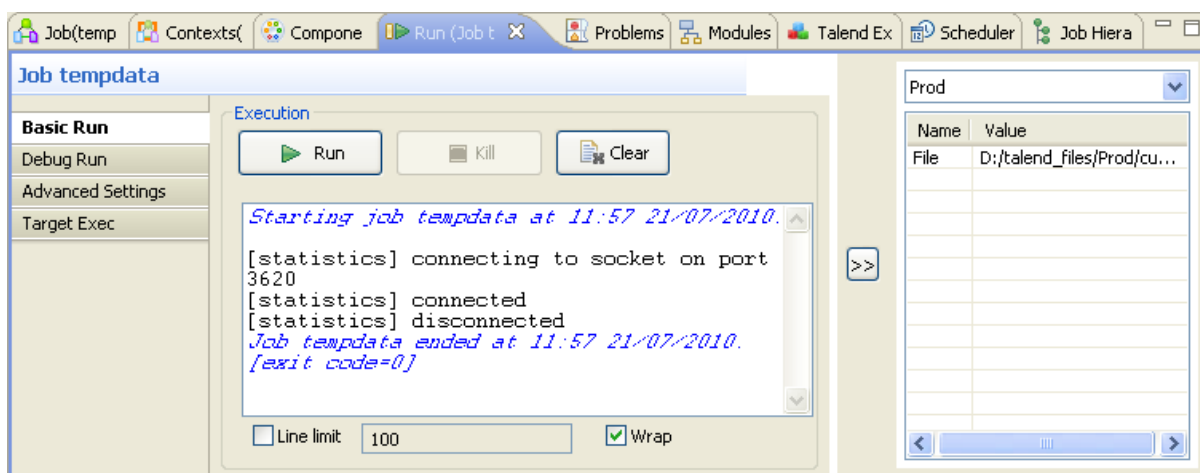 Job(temp Contexts( Compone Run (Job t Problems Modules Talend Ex Scheduler Job Hiera
Job tempdata
Prod
Basic Run
Debug Run
Advanced Settings
Target Exec
Execution
Run Kill Clear
Starting job tempdata at 11:57 21/07/2010.
[statistics] connecting to socket on port
3620
[statistics] connected
[statistics] disconnected
Job tempdata ended at 11:57 21/07/2010.
[exit code=0]
Line limit 100 Wrap
>>
Name Value
File D:/talend_files/Prod/cu...